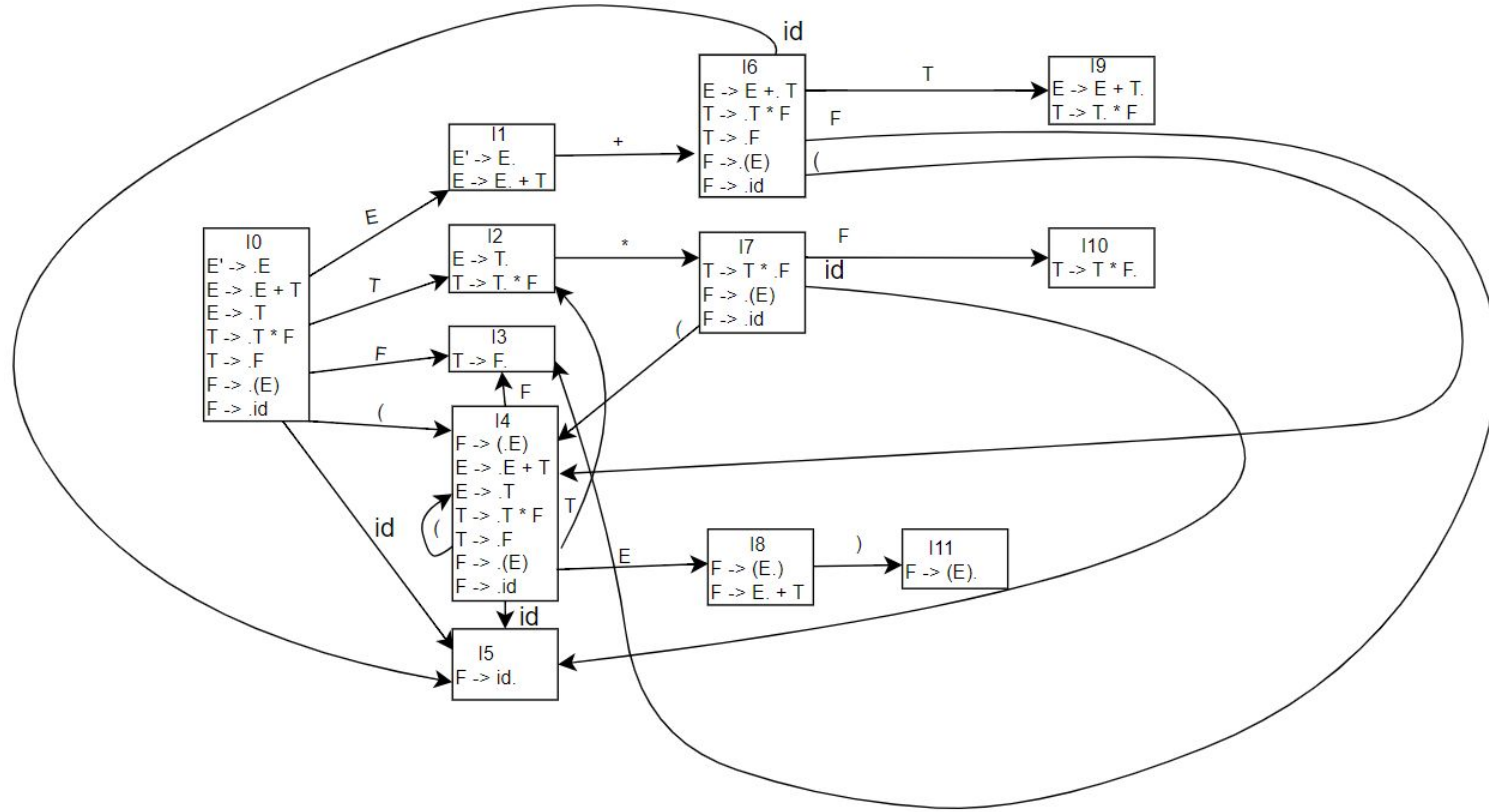 id
I6
E -> E +. T
T -> .T * F
T -> .F
F ->.(E)
F -> .id
T
F
(
I9
E -> E + T.
T -> T. * F
I1
E' -> E.
E -> E. + T
+
E
I0
E' -> .E
E -> .E + T
E -> .T
T -> .T * F
T -> .F
F -> .(E)
F -> .id
T
F
(
id
I2
E -> T.
T -> T. * F
*
I7
T -> T * .F
F -> .(E)
F -> .id
F
id
(
I10
T -> T * F.
I3
T -> F.
F
I4
F -> (.E)
E -> .E + T
E -> .T
T -> .T * F
T -> .F
F -> .(E)
F -> .id
(
T
E
id
I8
F -> (E.)
F -> E. + T
)
I11
F -> (E).
I5
F -> id.